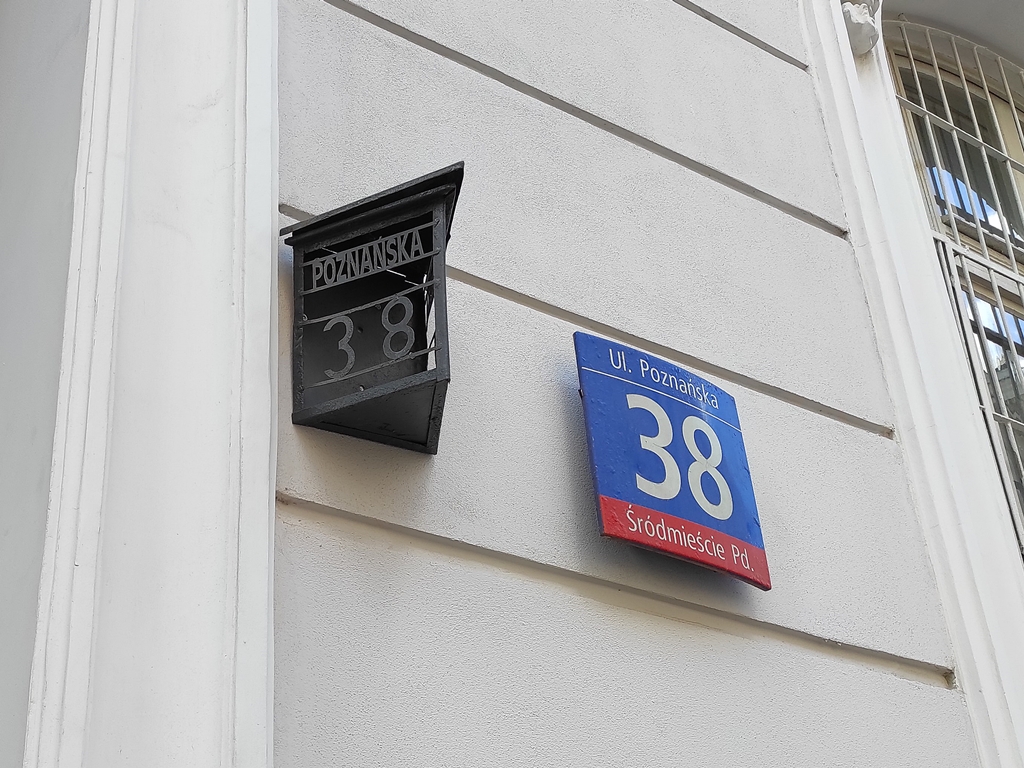 POZNAŃSKA
38
Ul. Poznańska
38
Śródmieście Pd.